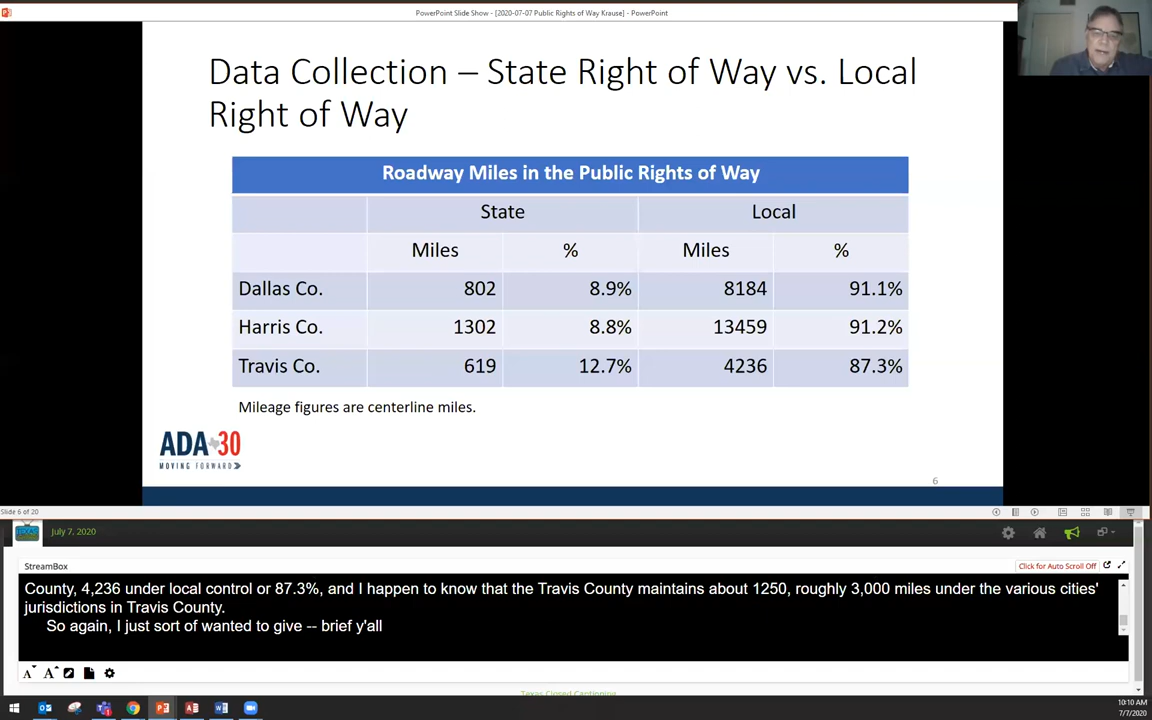 PowerPoint Slide Show - [2020-07-07 Public Rights of Way Krause] - PowerPoint
Data Collection – State Right of Way vs. Local
Right of Way
Roadway Miles in the Public Rights of Way
State Local
Miles % Miles %
Dallas Co. 802 8.9% 8184 91.1%
Harris Co. 1302 8.8% 13459 91.2%
Travis Co. 619 12.7% 4236 87.3%
Mileage figures are centerline miles.
ADA 30
MOVING FORWARD
6
Slide 6 of 20
July 7, 2020
StreamBox
Click for Auto Scroll Off
County, 4,236 under local control or 87.3%, and I happen to know that the Travis County maintains about 1250, roughly 3,000 miles under the various cities'
jurisdictions in Travis County.
So again, I just sort of wanted to give -- brief y'all
A A
Texas Closed Captioning
10:10 AM
7/7/2020